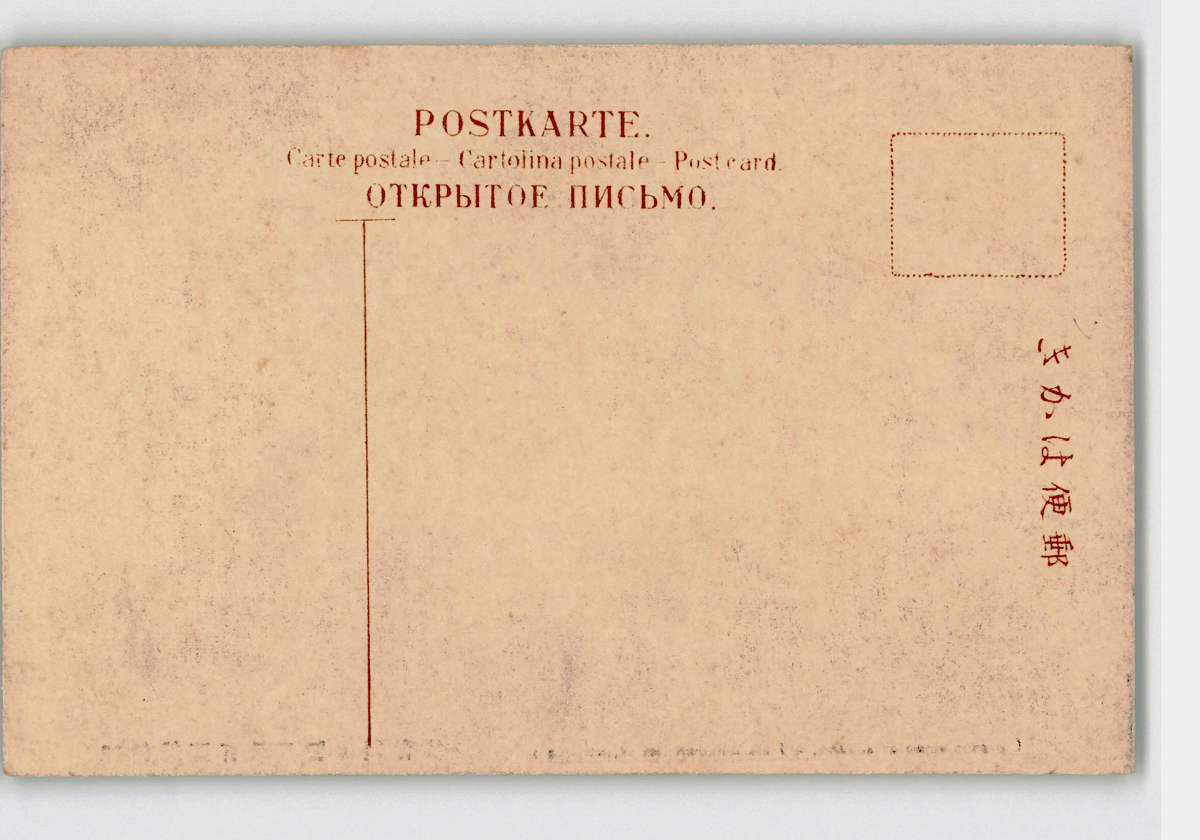 POSTKARTE.
Carte postale – Cartolina postale – Post card.
ОТКРЫТОЕ ПИСЬМО.
きかは便郵